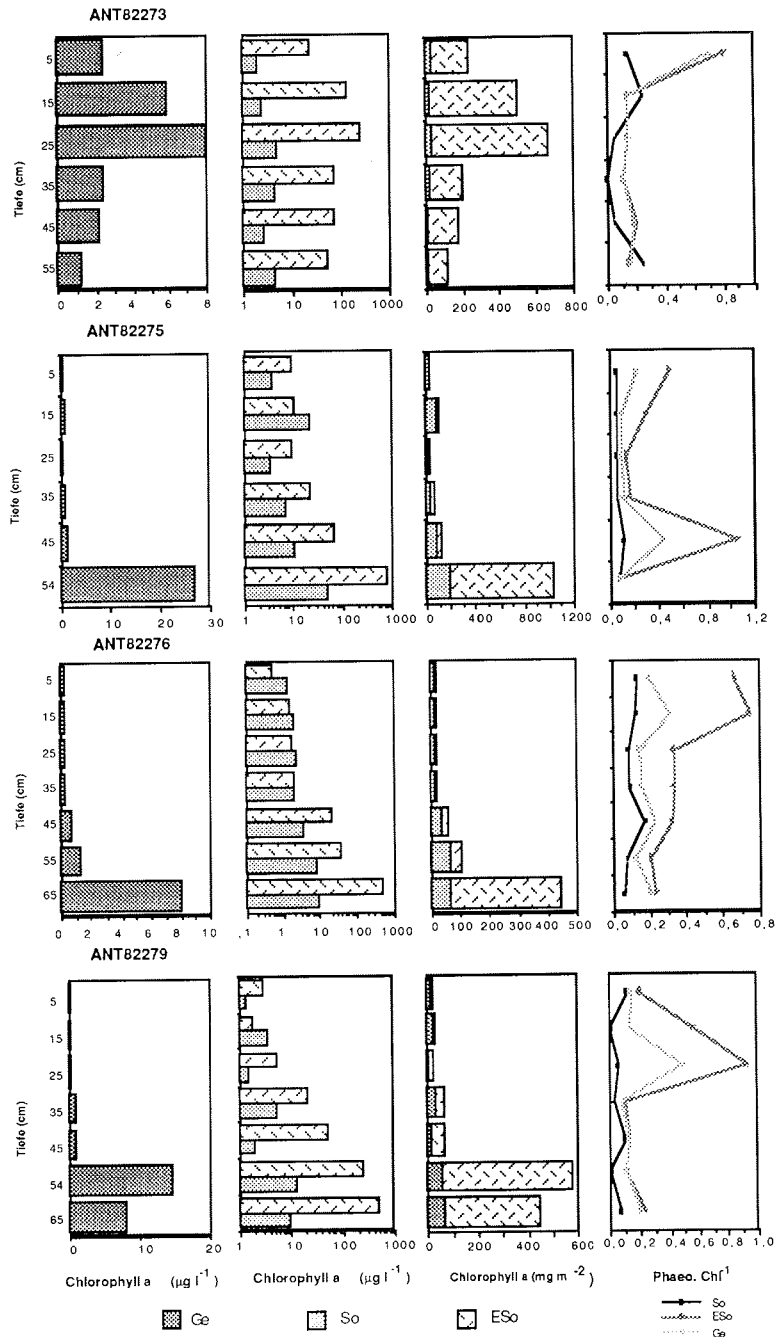 ANT82273
Tiefe (cm)
5
15
25
35
45
55
0 2 4 6 8
1 10 100 1000
0 200 400 600 800
0,0 0,4 0,8
ANT82275
Tiefe (cm)
5
15
25
35
45
54
0 10 20 30
1 10 100 1000
0 400 800 1200
0,0 0,4 0,8 1,2
ANT82276
Tiefe (cm)
5
15
25
35
45
55
65
0 2 4 6 8 10
,1 1 10 100 1000
0 100 200 300 400 500
0,0 0,2 0,4 0,6 0,8
ANT82279
Tiefe (cm)
5
15
25
35
45
54
65
0 10 20
1 10 100 1000
0 200 400 600
0,0 0,2 0,4 0,6 0,8 1,0
Chlorophyll a (µg l-1)
Chlorophyll a (µg l-1)
Chlorophyll a (mg m-2)
Phaeo. Chl-1
Ge
So
ESo
So
ESo
Ge